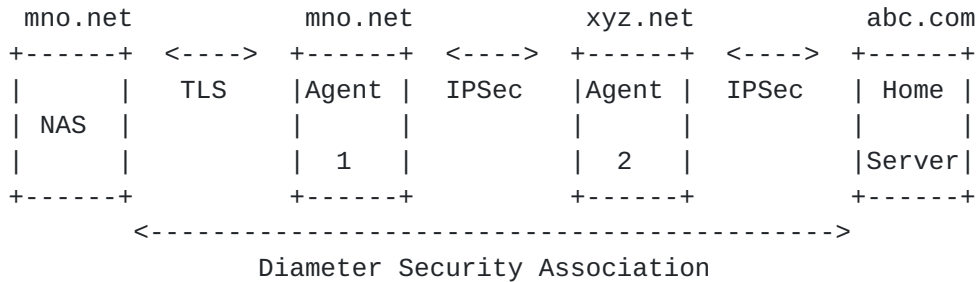 mno.net mno.net xyz.net abc.com
+------+ <----> +------+ <----> +------+ <----> +------+
| | TLS |Agent | IPSec |Agent | IPSec | Home |
| NAS | | | | | | |
| | | 1 | | 2 | |Server|
+------+ +------+ +------+ +------+
<-------------------------------------------->
Diameter Security Association